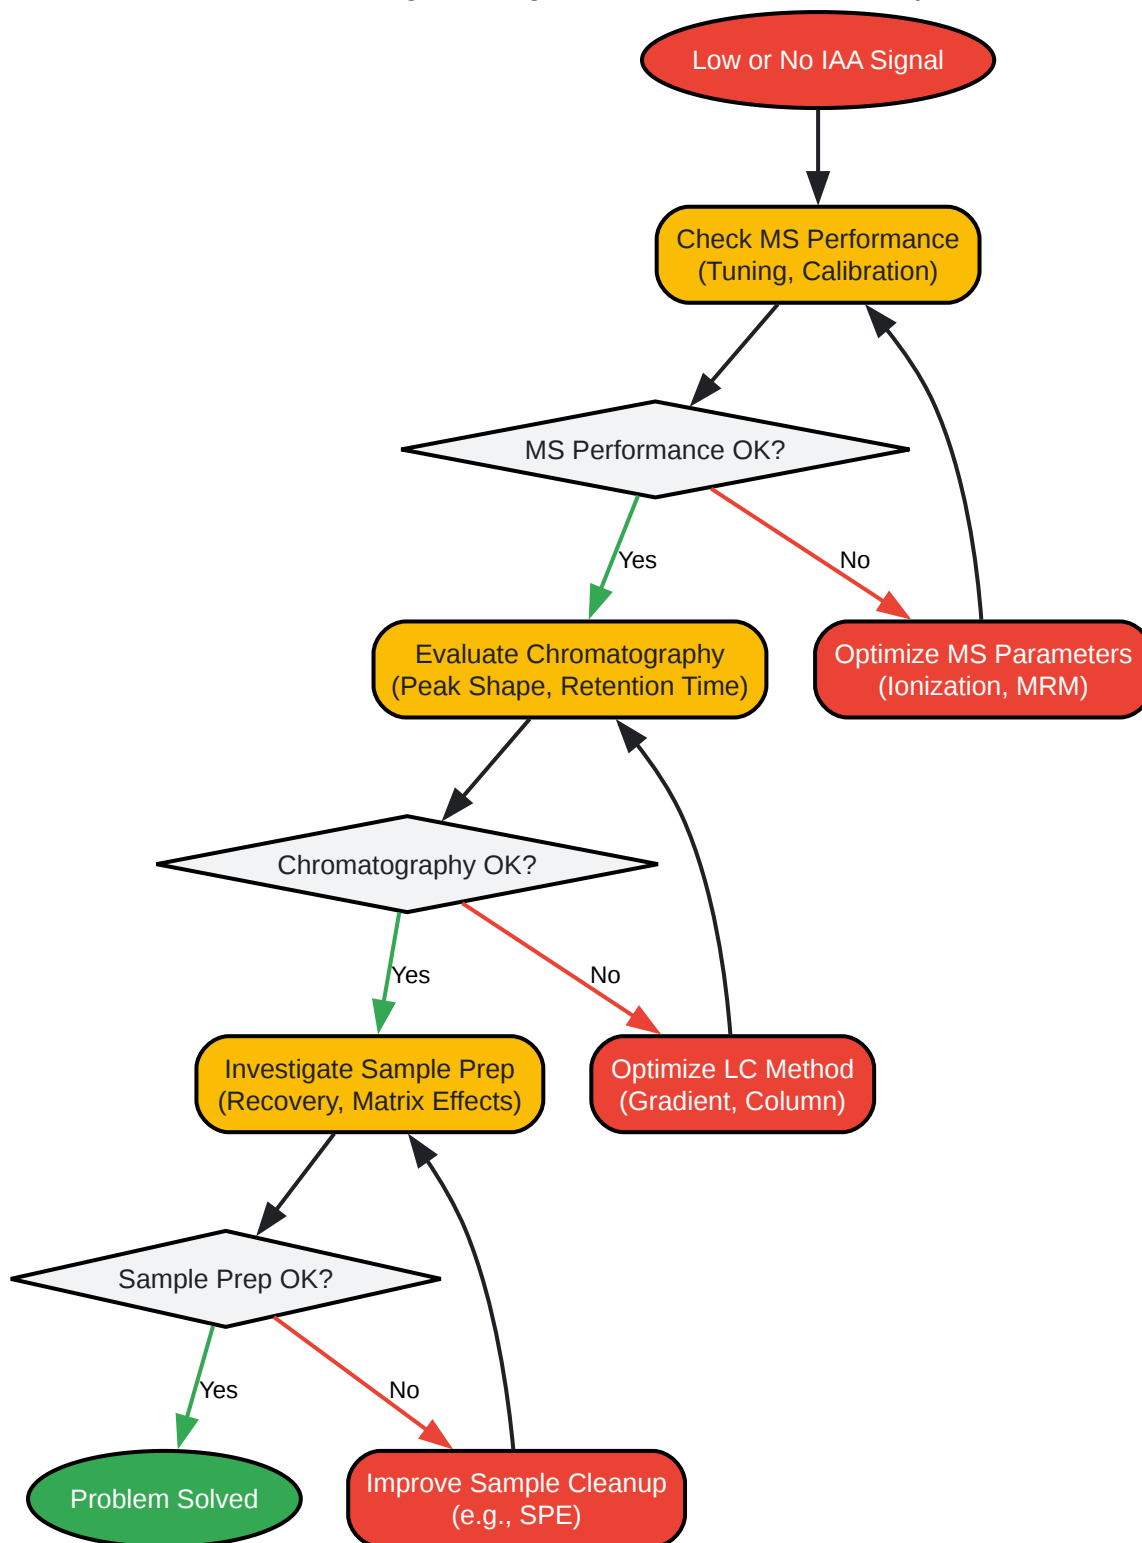 Low or No IAA Signal
Check MS Performance
(Tuning, Calibration)
MS Performance OK?
Yes
No
Evaluate Chromatography
(Peak Shape, Retention Time)
Optimize MS Parameters
(Ionization, MRM)
Chromatography OK?
Yes
No
Investigate Sample Prep
(Recovery, Matrix Effects)
Optimize LC Method
(Gradient, Column)
Sample Prep OK?
Yes
No
Problem Solved
Improve Sample Cleanup
(e.g., SPE)